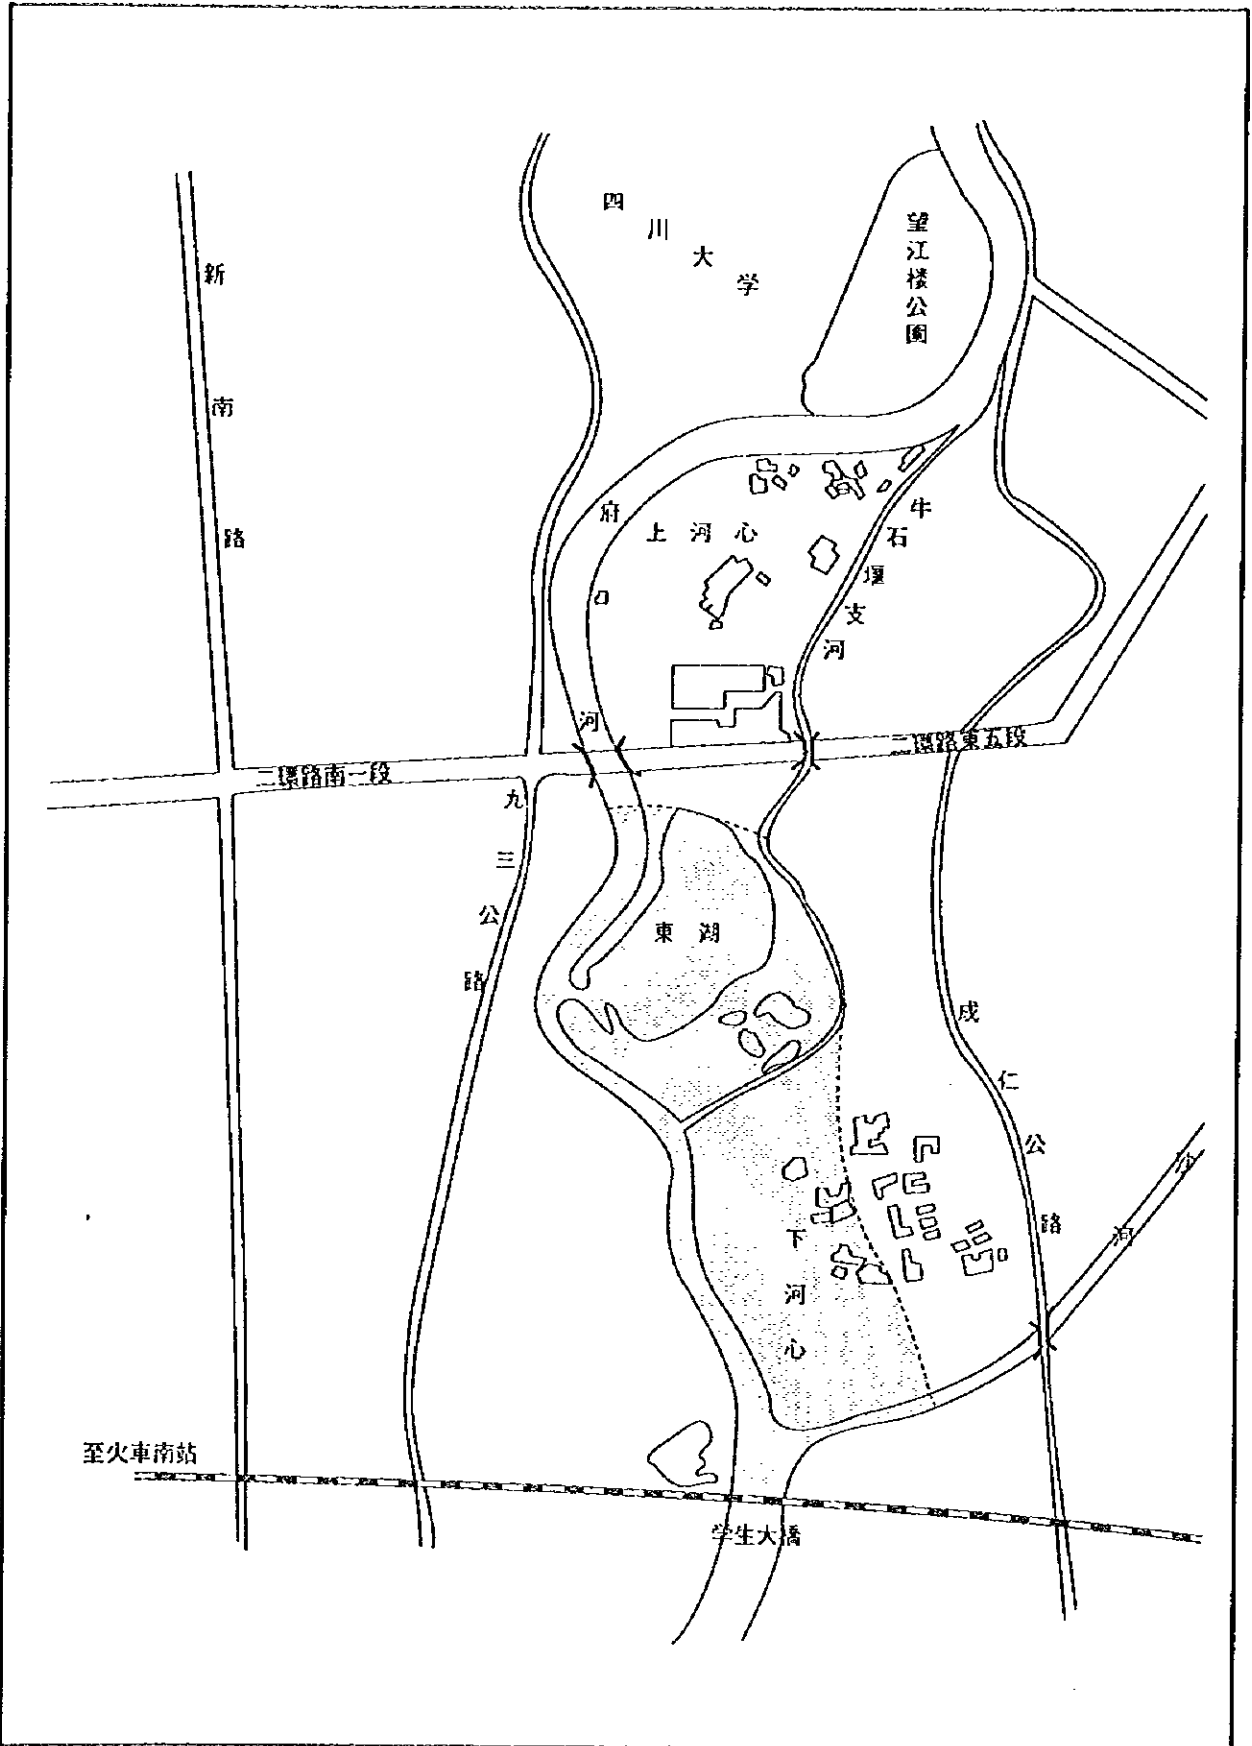 四川大学
望江楼公園
新南路
府河
上河心
牛石堰支河
二環路東五段
二環路南一段
九三公路
東湖
成仁公路
沙河
下河心
至火車南站
学生大橋